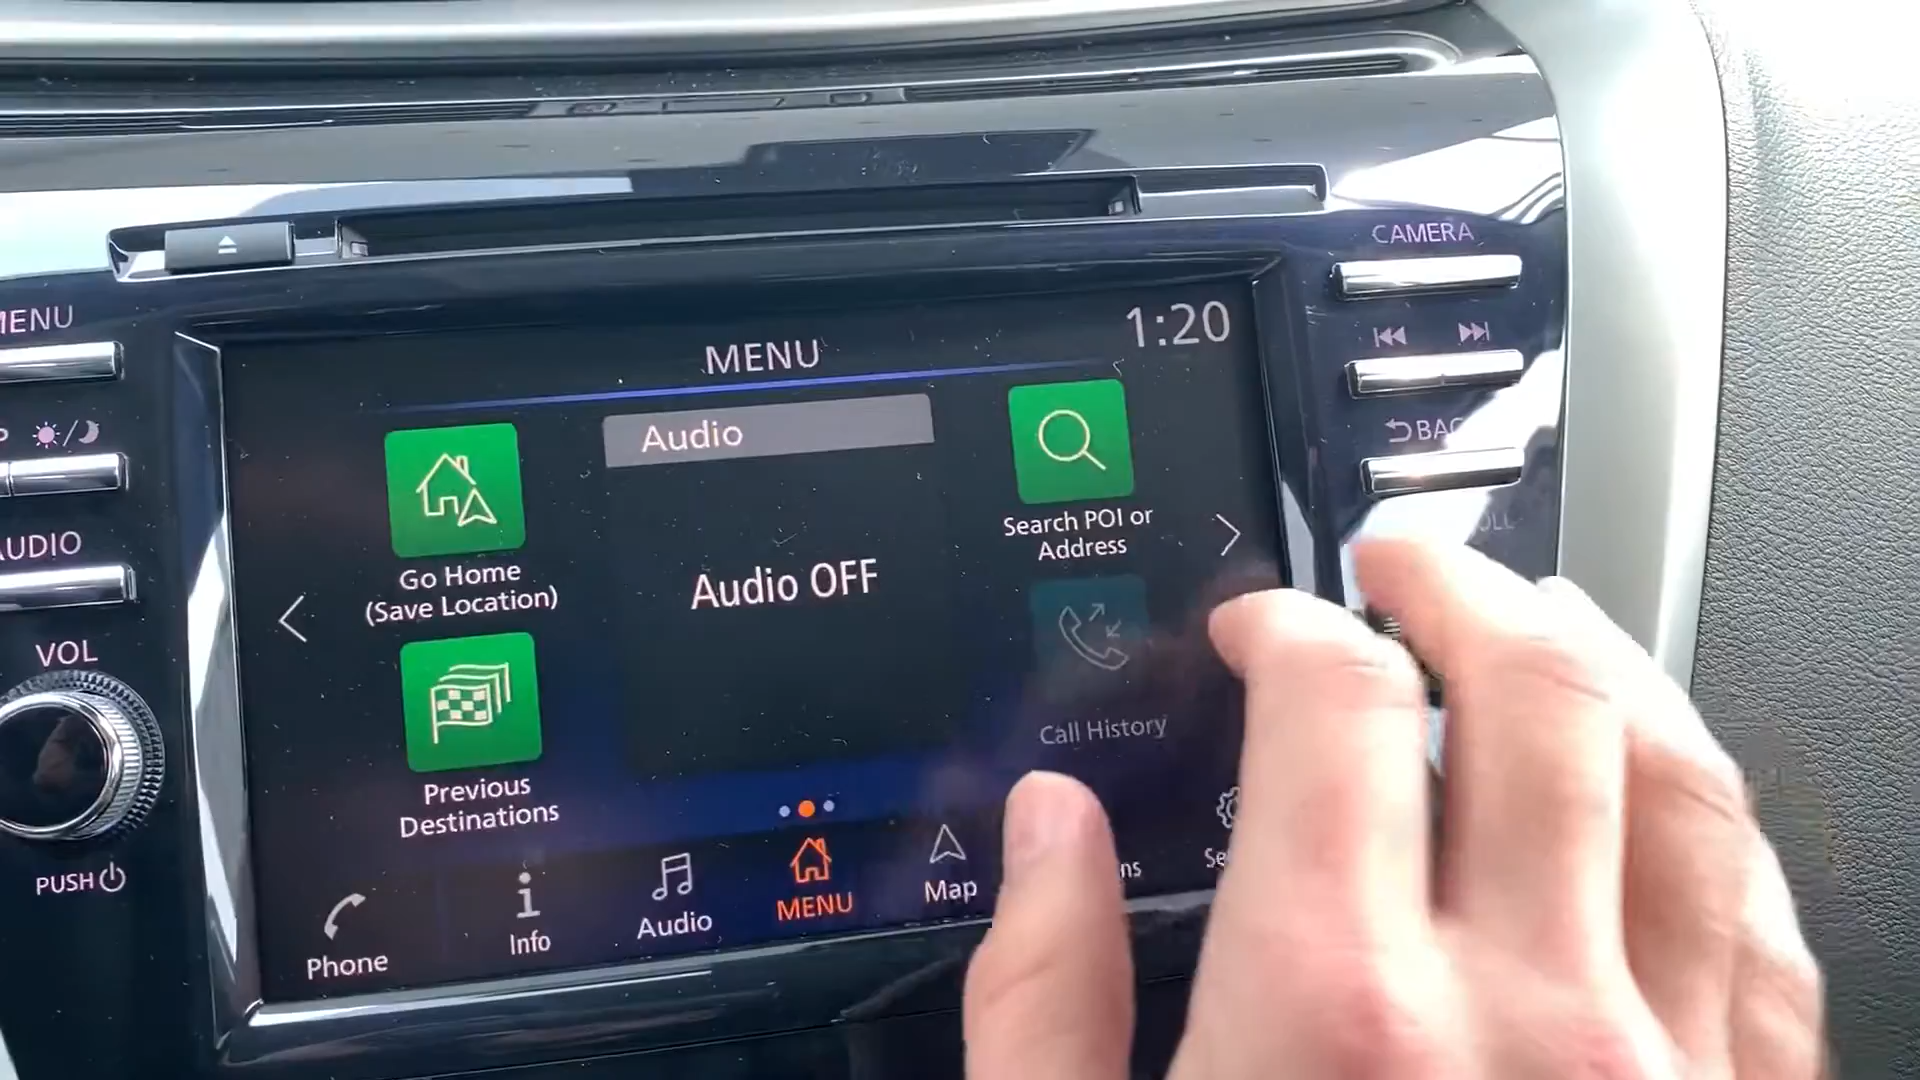 CAMERA
MENU
BACK
AUDIO
VOL
PUSH
1:20
MENU
Audio
Audio OFF
Go Home
(Save Location)
Search POI or
Address
Previous
Destinations
Call History
Phone
Info
Audio
MENU
Map